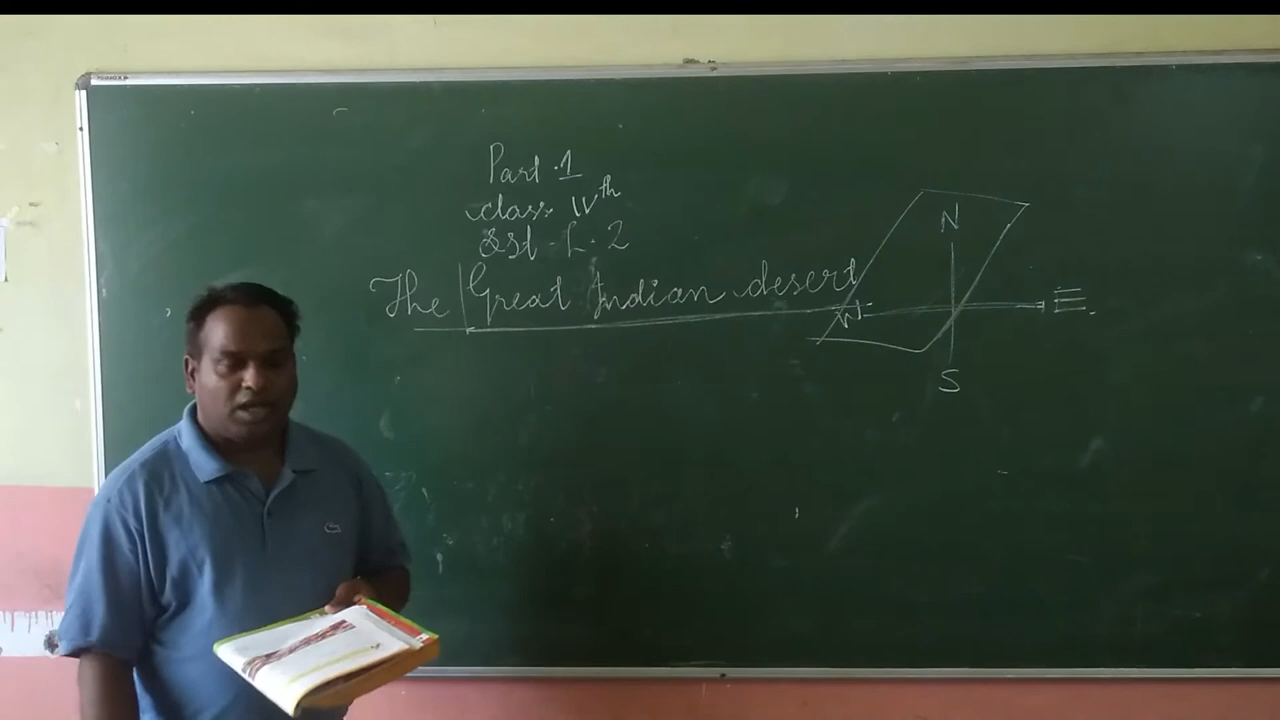 Part.1
class IVth
SSt - L.2
The Great Indian desert
N
W
E.
S